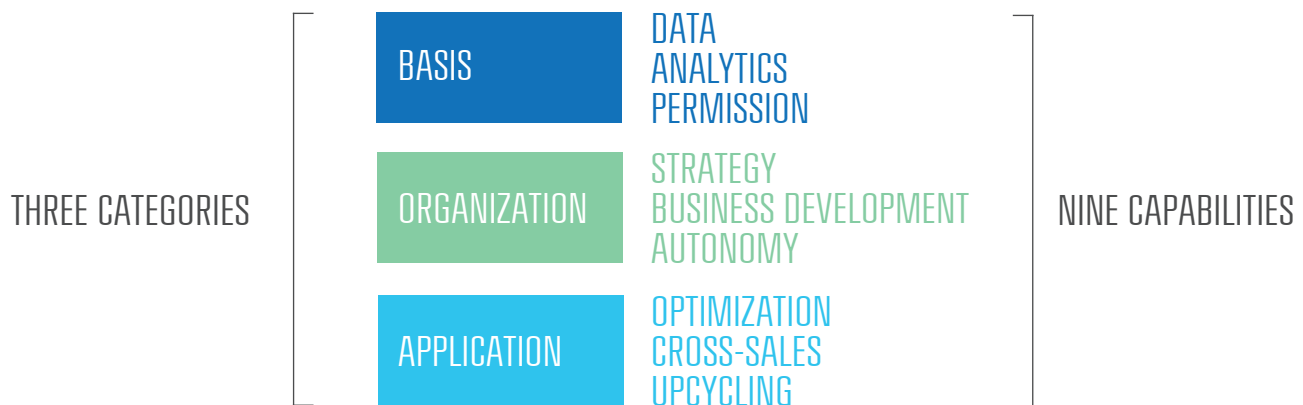 THREE CATEGORIES
BASIS
DATA
ANALYTICS
PERMISSION
ORGANIZATION
STRATEGY
BUSINESS DEVELOPMENT
AUTONOMY
APPLICATION
OPTIMIZATION
CROSS-SALES
UPCYCLING
NINE CAPABILITIES